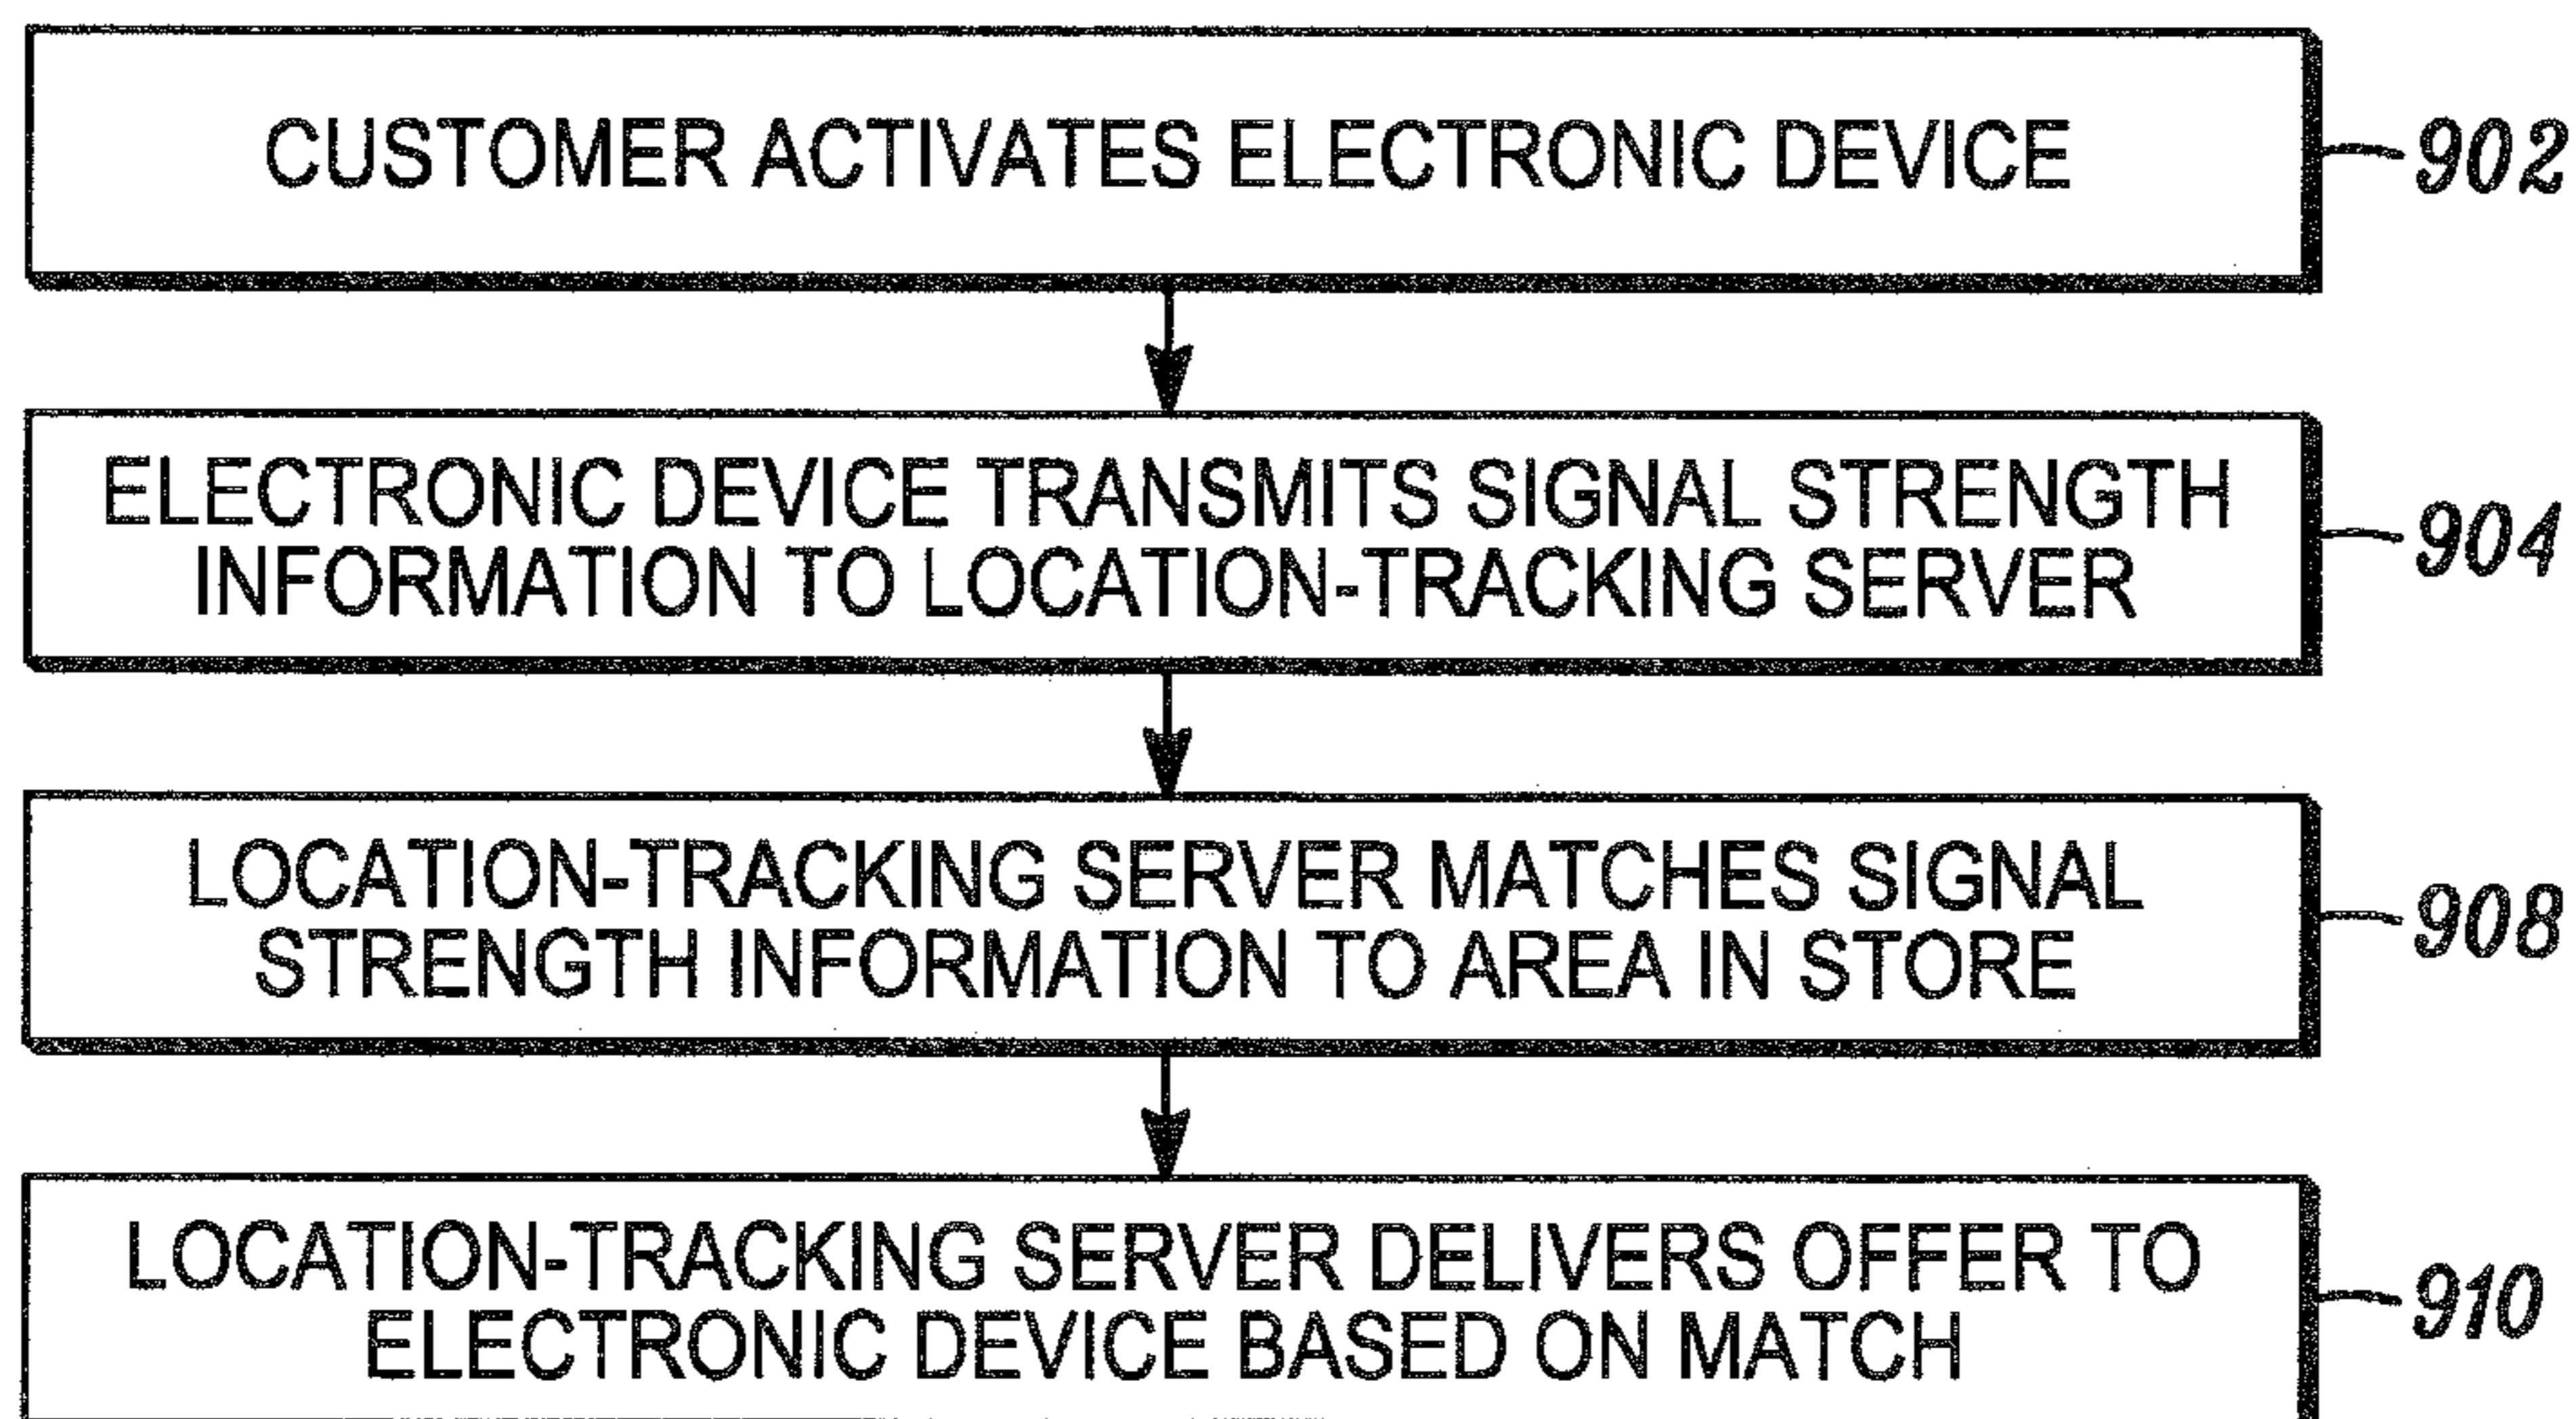 CUSTOMER ACTIVATES ELECTRONIC DEVICE
902
ELECTRONIC DEVICE TRANSMITS SIGNAL STRENGTH
INFORMATION TO LOCATION-TRACKING SERVER
904
LOCATION-TRACKING SERVER MATCHES SIGNAL
STRENGTH INFORMATION TO AREA IN STORE
908
LOCATION-TRACKING SERVER DELIVERS OFFER TO
ELECTRONIC DEVICE BASED ON MATCH
910